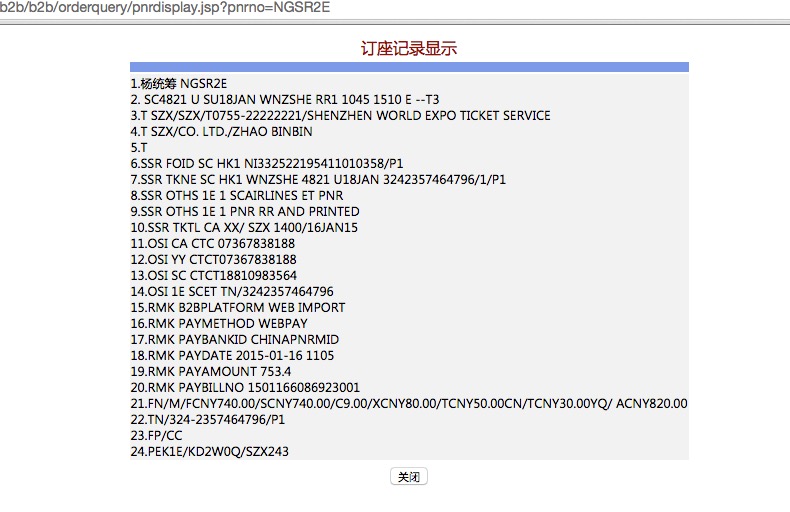 b2b/b2b/orderquery/pnrdisplay.jsp?pnrno=NGSR2E
订座记录显示
1.杨统筹 NGSR2E
2. SC4821 U SU18JAN WNZSHE RR1 1045 1510 E --T3
3.T SZX/SZX/T0755-22222221/SHENZHEN WORLD EXPO TICKET SERVICE
4.T SZX/CO. LTD./ZHAO BINBIN
5.T
6.SSR FOID SC HK1 NI332522195411010358/P1
7.SSR TKNE SC HK1 WNZSHE 4821 U18JAN 3242357464796/1/P1
8.SSR OTHS 1E 1 SCAIRLINES ET PNR
9.SSR OTHS 1E 1 PNR RR AND PRINTED
10.SSR TKTL CA XX/ SZX 1400/16JAN15
11.OSI CA CTC 07367838188
12.OSI YY CTCT07367838188
13.OSI SC CTCT18810983564
14.OSI 1E SCET TN/3242357464796
15.RMK B2BPLATFORM WEB IMPORT
16.RMK PAYMETHOD WEBPAY
17.RMK PAYBANKID CHINAPNRMID
18.RMK PAYDATE 2015-01-16 1105
19.RMK PAYAMOUNT 753.4
20.RMK PAYBILLNO 1501166086923001
21.FN/M/FCNY740.00/SCNY740.00/C9.00/XCNY80.00/TCNY50.00CN/TCNY30.00YQ/ ACNY820.00
22.TN/324-2357464796/P1
23.FP/CC
24.PEK1E/KD2W0Q/SZX243
关闭